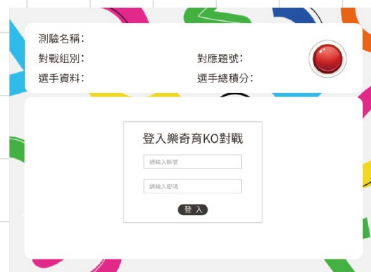 測驗名稱：
對戰組別：　對應題號：
選手資料：　選手總積分：
登入樂奇育KO對戰
請輸入帳號
請輸入密碼
登 入